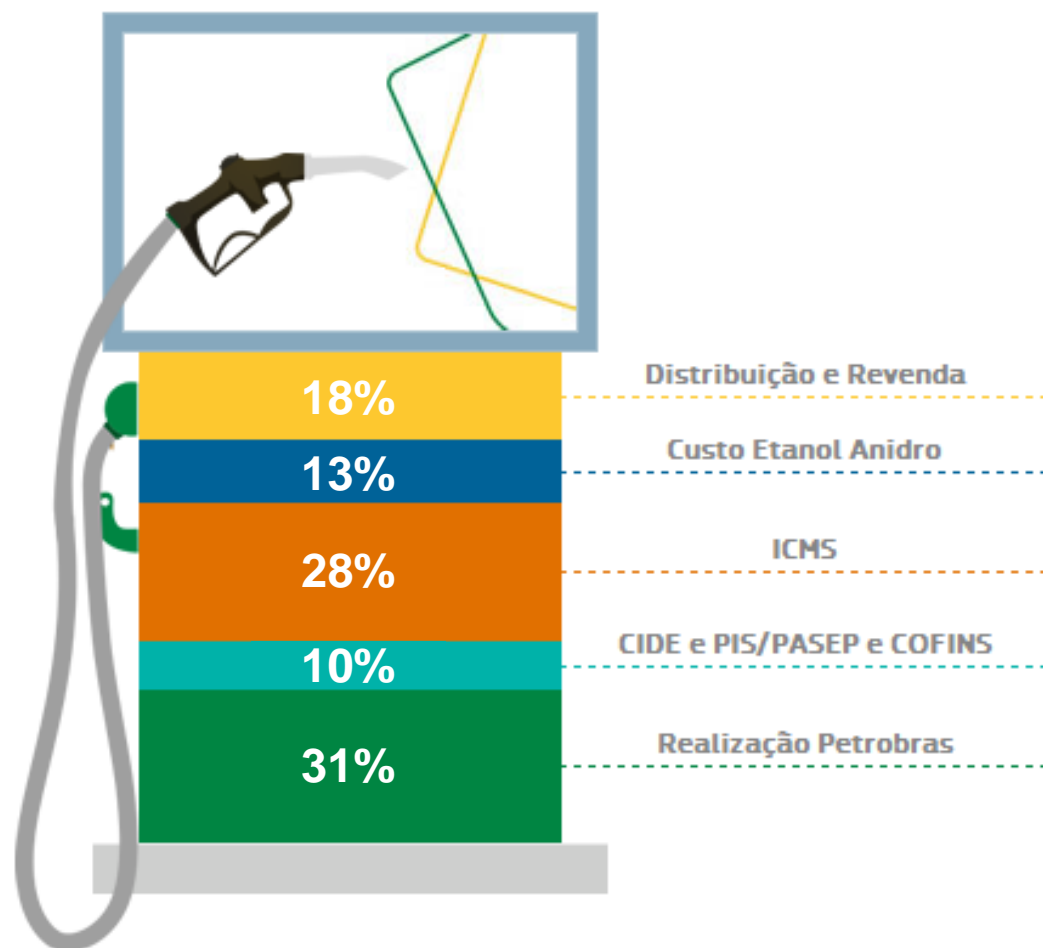 18%
Distribuição e Revenda
13%
Custo Etanol Anidro
28%
ICMS
10%
CIDE e PIS/PASEP e COFINS
31%
Realização Petrobras